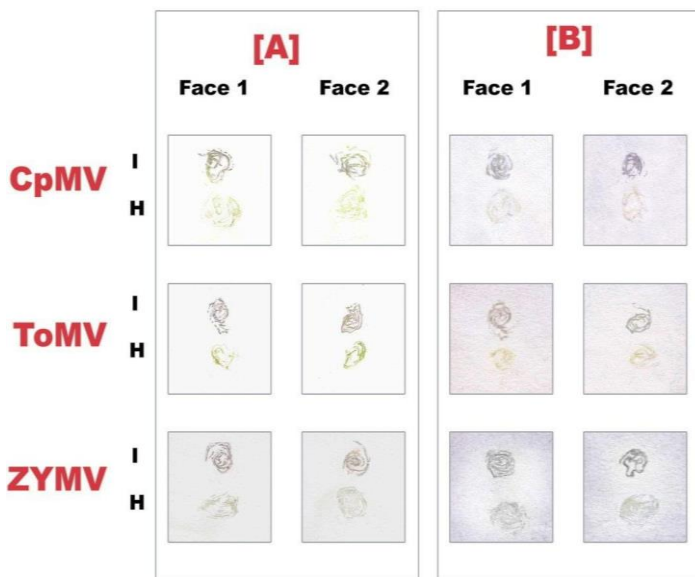 [A] [B]
Face 1 Face 2 Face 1 Face 2
CpMV
I
H
ToMV
I
H
ZYMV
I
H